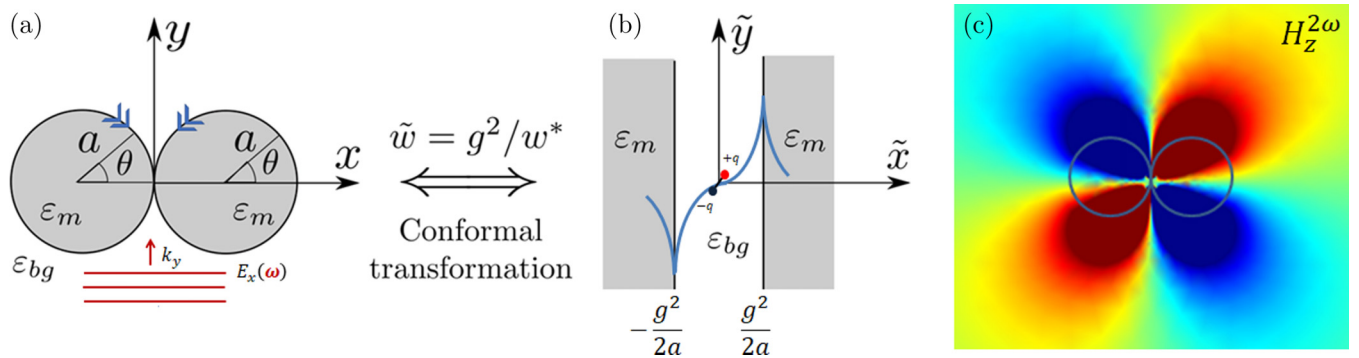 (a)
y
a
θ
a
θ
x
ε_m
ε_m
ε_bg
k_y
E_x(ω)
w̃ = g²/w*
Conformal
transformation
(b)
ỹ
ε_m
+q
ε_m
x̃
−q
ε_bg
−g²/2a
g²/2a
(c)
H_z^{2ω}